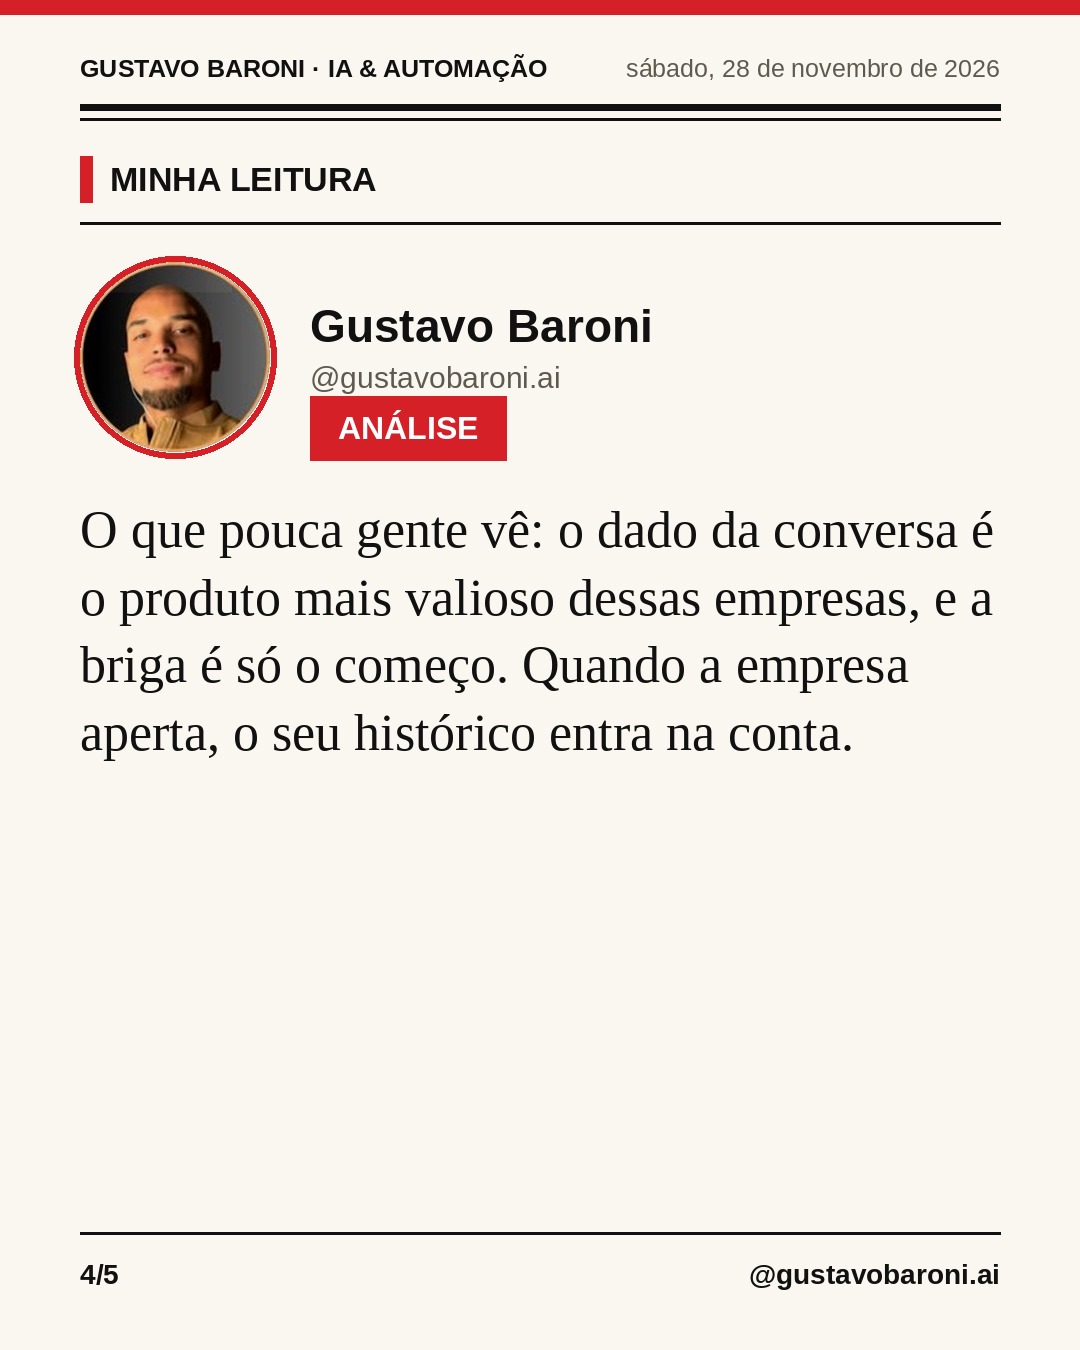 GUSTAVO BARONI · IA & AUTOMAÇÃO
sábado, 28 de novembro de 2026
MINHA LEITURA
Gustavo Baroni
@gustavobaroni.ai
ANÁLISE
O que pouca gente vê: o dado da conversa é
o produto mais valioso dessas empresas, e a
briga é só o começo. Quando a empresa
aperta, o seu histórico entra na conta.
4/5
@gustavobaroni.ai